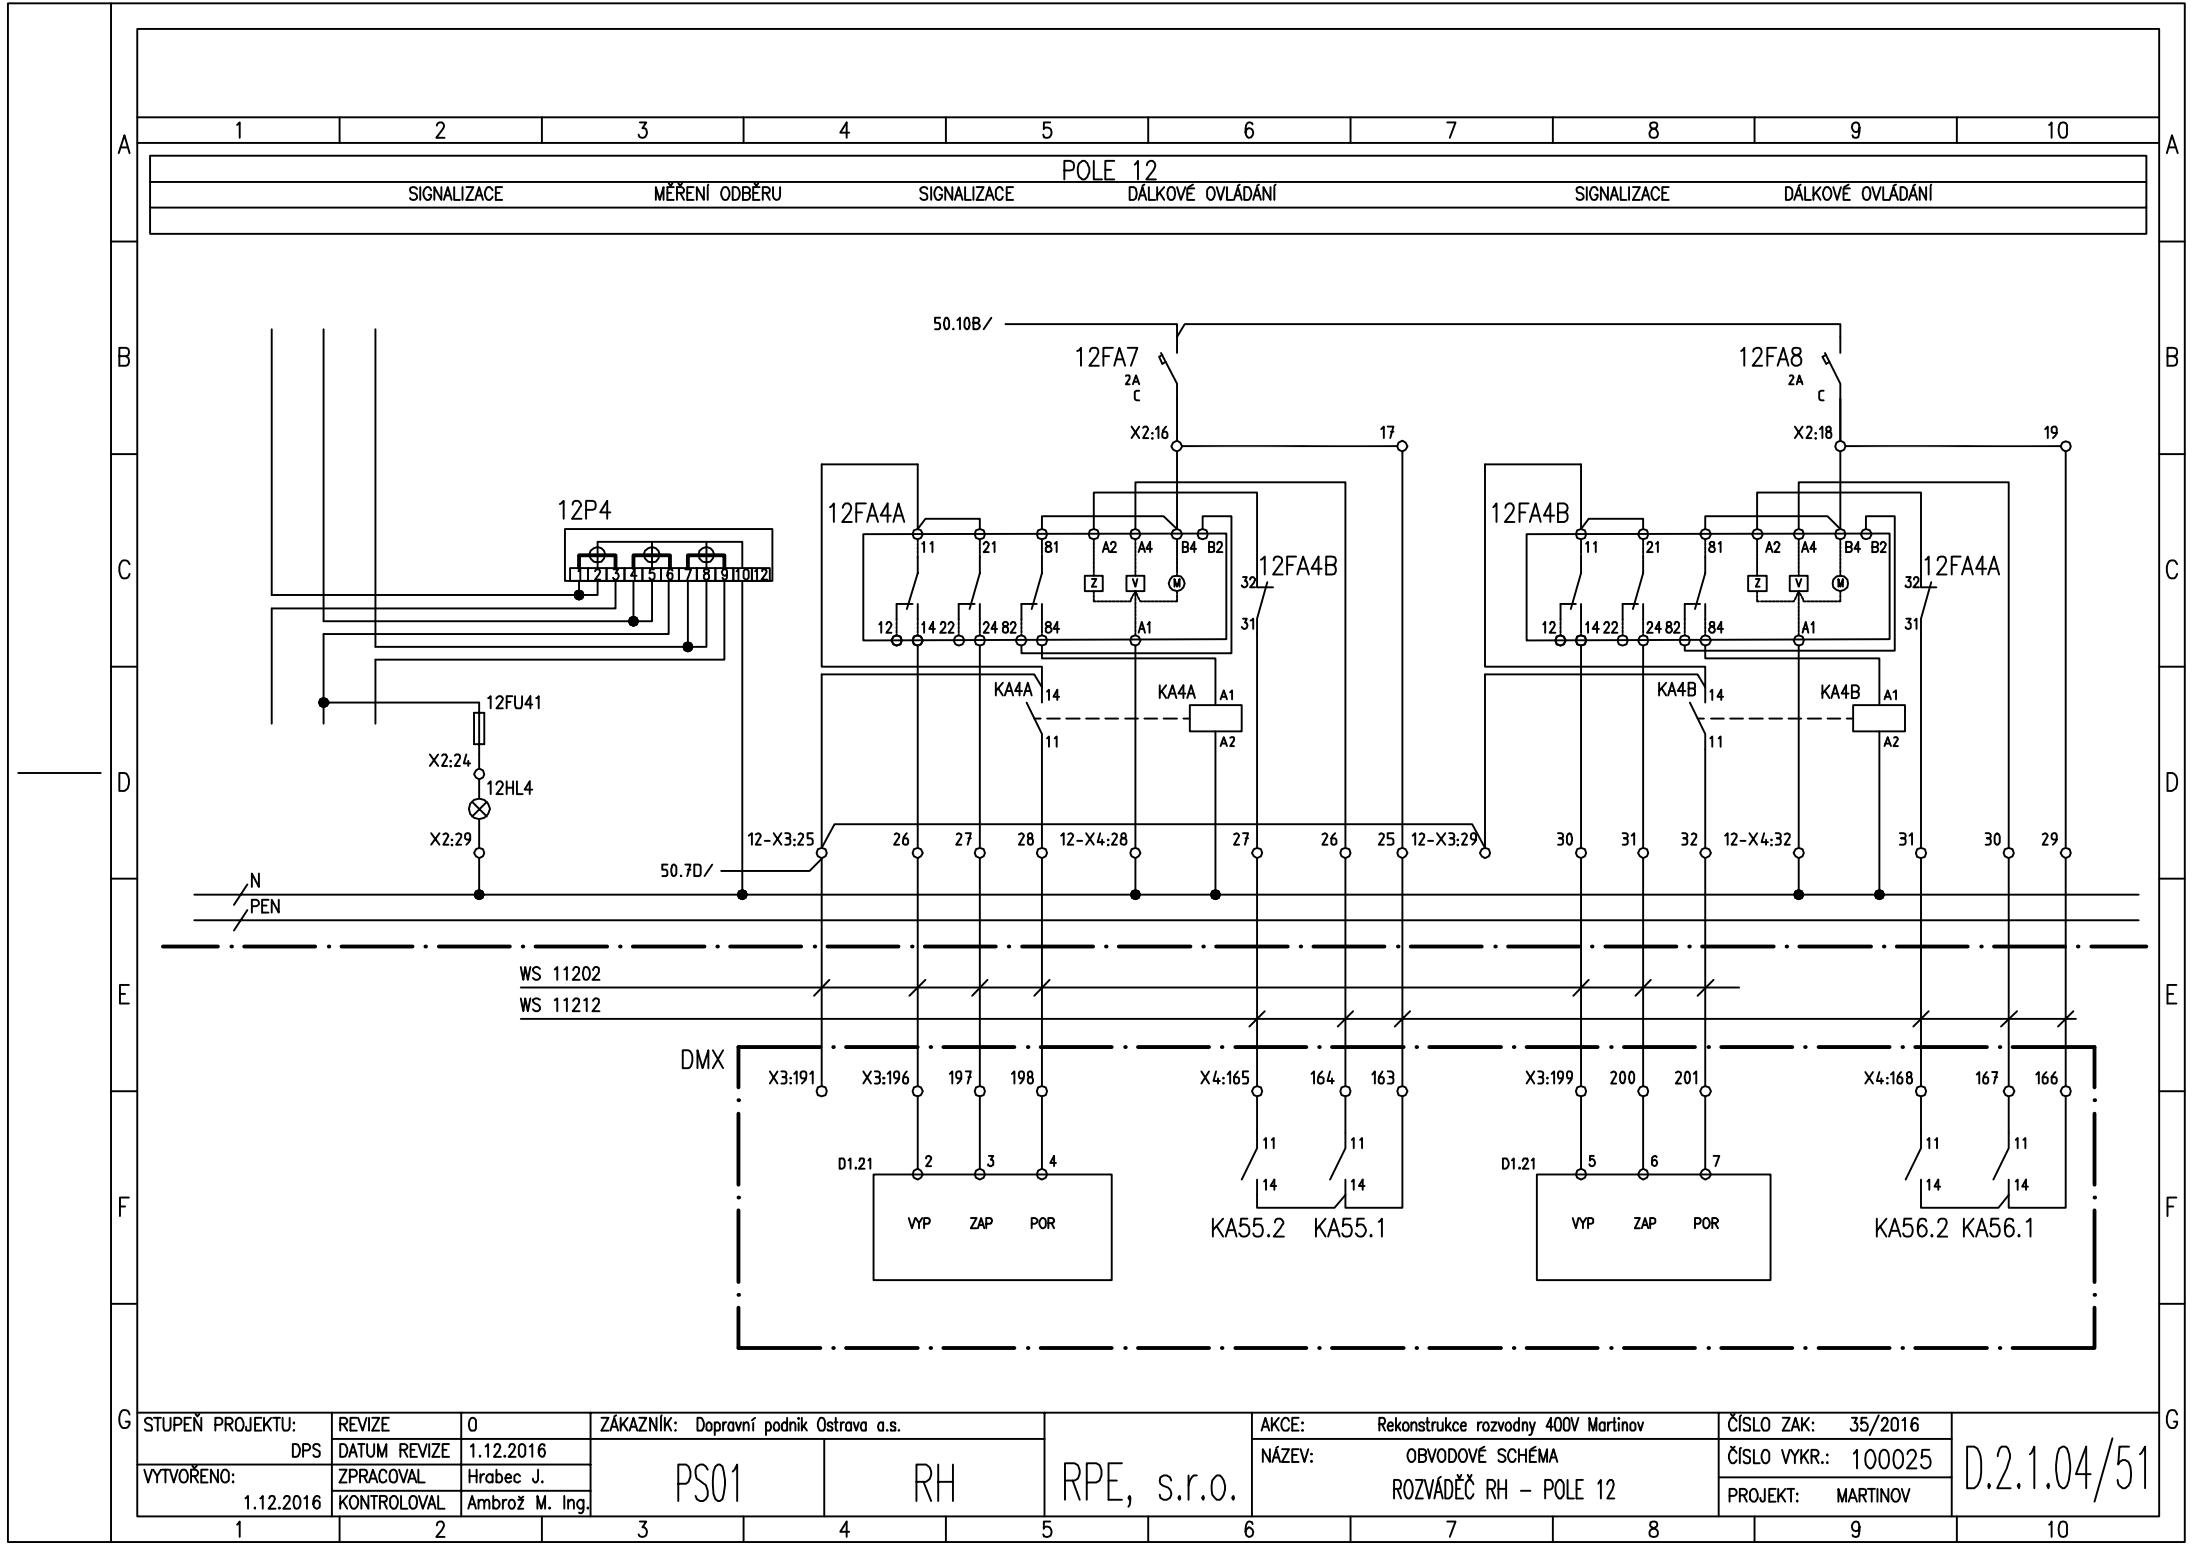 1 2 3 4 5 6 7 8 9 10
A A
POLE 12
SIGNALIZACE MĚŘENÍ ODBĚRU SIGNALIZACE DÁLKOVÉ OVLÁDÁNÍ SIGNALIZACE DÁLKOVÉ OVLÁDÁNÍ
50.10B/
B 12FA7 12FA8 B
2A 2A
C C
X2:16 17 X2:18 19
12P4 12FA4A 12FA4B
11 21 81 A2 A4 B4 B2 11 21 81 A2 A4 B4 B2
C 12FA4B 12FA4A C
1 2 3 4 5 6 7 8 9 10 12 Z V M 32 Z V M 32
12 14 22 24 82 84 A1 31 12 14 22 24 82 84 A1 31
KA4A 14 KA4A A1 KA4B 14 KA4B A1
12FU41
11 A2 11 A2
X2:24
D 12HL4 D
X2:29 12-X3:25 26 27 28 12-X4:28 27 26 25 12-X3:29 30 31 32 12-X4:32 31 30 29
50.7D/
N
PEN
WS 11202
E E
WS 11212
DMX
X3:191 X3:196 197 198 X4:165 164 163 X3:199 200 201 X4:168 167 166
11 11 11 11
D1.21 2 3 4 D1.21 5 6 7
14 14 14 14
F F
VYP ZAP POR KA55.2 KA55.1 VYP ZAP POR KA56.2 KA56.1
G G
STUPEŇ PROJEKTU: REVIZE 0 ZÁKAZNÍK: Dopravní podnik Ostrava a.s. AKCE: Rekonstrukce rozvodny 400V Martinov ČÍSLO ZAK: 35/2016
DPS DATUM REVIZE 1.12.2016 NÁZEV: OBVODOVÉ SCHÉMA ČÍSLO VYKR.: 100025
VYTVOŘENO: ZPRACOVAL Hrabec J. PS01 RH RPE, s.r.o. ROZVÁDĚČ RH – POLE 12 D.2.1.04/51
1.12.2016 KONTROLOVAL Ambrož M. Ing. PROJEKT: MARTINOV
1 2 3 4 5 6 7 8 9 10